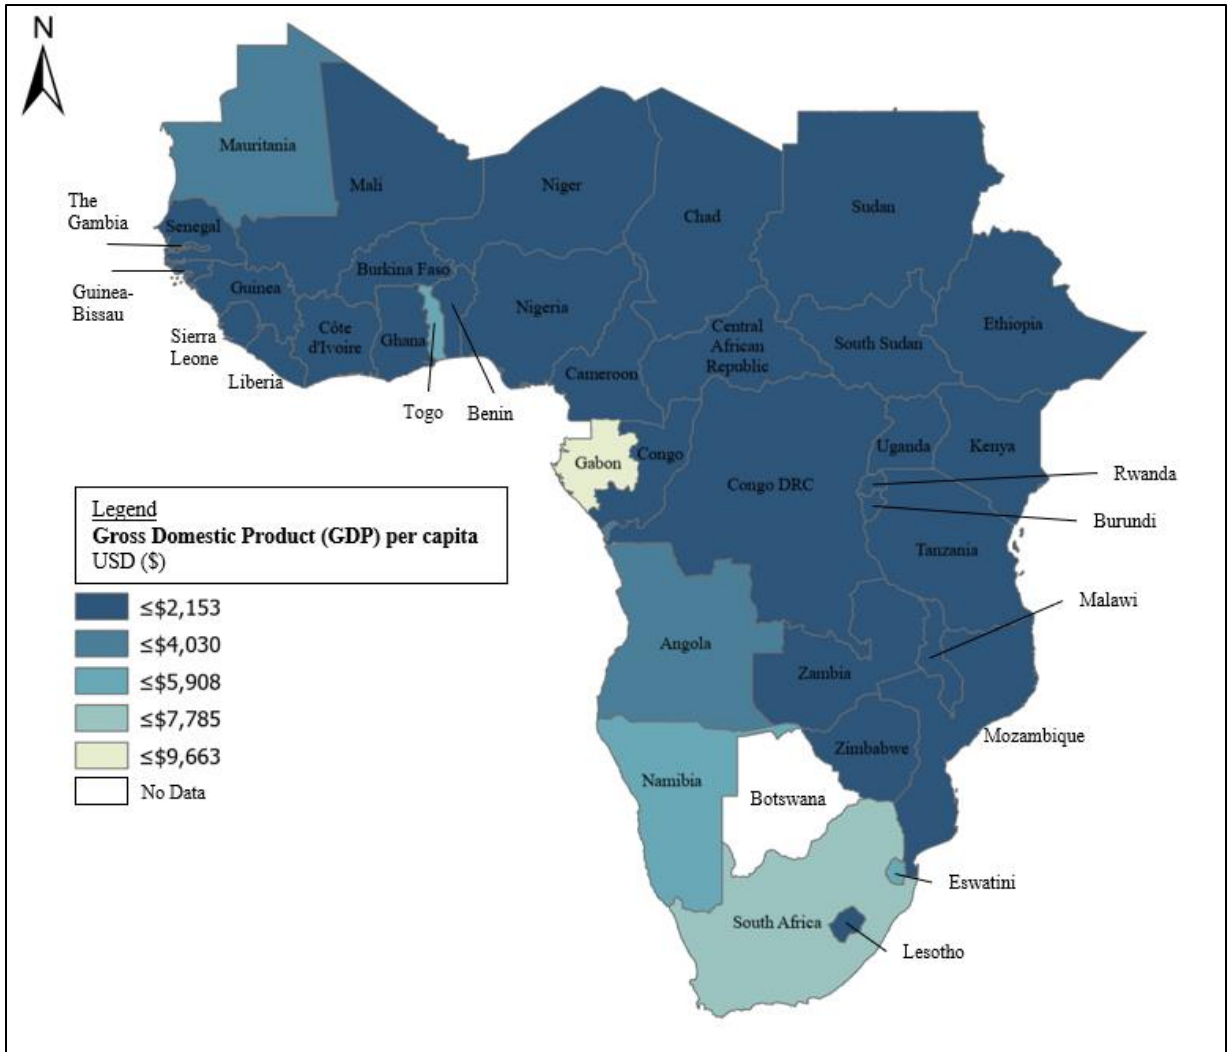 N
Mauritania
Mali
Niger
Chad
Sudan
The
Gambia
Senegal
Guinea-
Bissau
Guinea
Burkina Faso
Nigeria
Ethiopia
Sierra
Leone
Côte
d'Ivoire
Ghana
Central
African
Republic
South Sudan
Liberia
Cameroon
Togo
Benin
Gabon
Congo
Uganda
Kenya
Congo DRC
Rwanda
Burundi
Tanzania
Malawi
Legend
Gross Domestic Product (GDP) per capita
USD ($)
≤$2,153
≤$4,030
≤$5,908
≤$7,785
≤$9,663
No Data
Angola
Zambia
Mozambique
Zimbabwe
Namibia
Botswana
Eswatini
South Africa
Lesotho